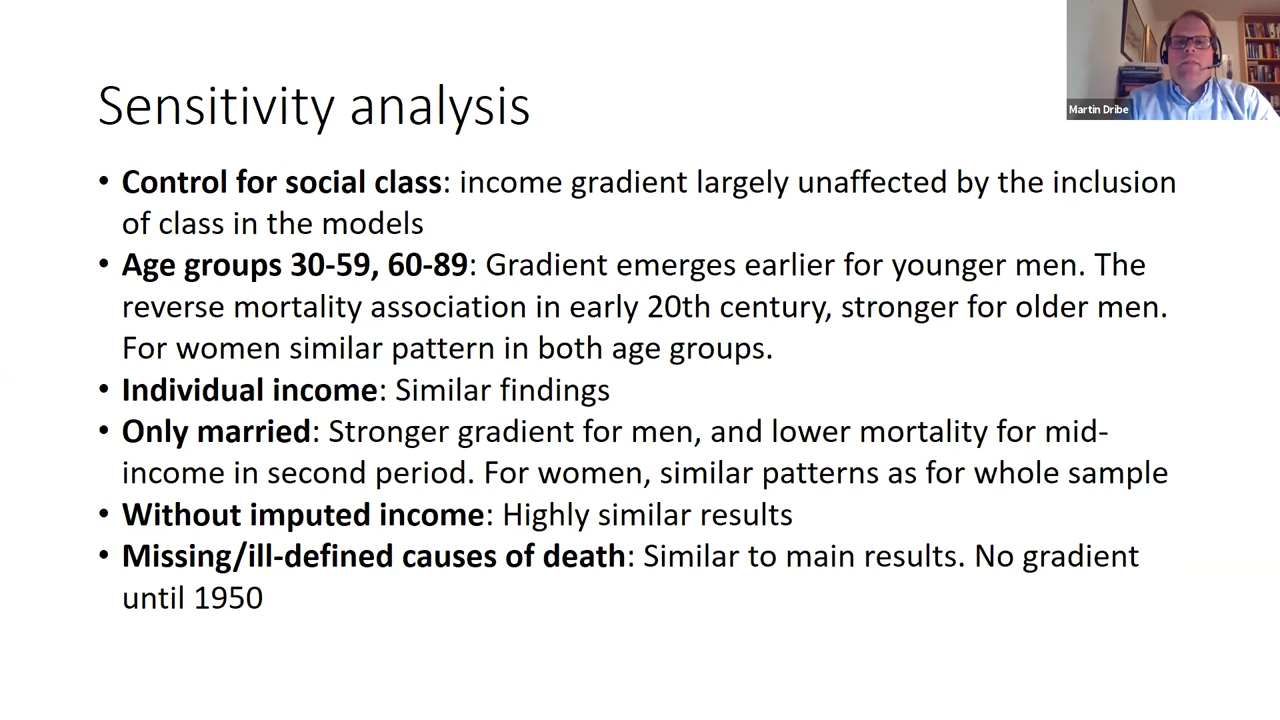 Martin Dribe
Sensitivity analysis
• Control for social class: income gradient largely unaffected by the inclusion
of class in the models
• Age groups 30-59, 60-89: Gradient emerges earlier for younger men. The
reverse mortality association in early 20th century, stronger for older men.
For women similar pattern in both age groups.
• Individual income: Similar findings
• Only married: Stronger gradient for men, and lower mortality for mid-
income in second period. For women, similar patterns as for whole sample
• Without imputed income: Highly similar results
• Missing/ill-defined causes of death: Similar to main results. No gradient
until 1950